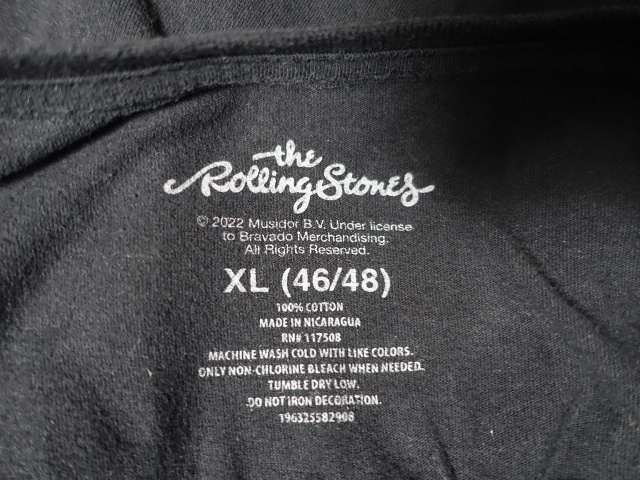 the
Rolling Stones
© 2022 Musidor B.V. Under license
to Bravado Merchandising.
All Rights Reserved.
XL (46/48)
100% COTTON
MADE IN NICARAGUA
RN# 117508
MACHINE WASH COLD WITH LIKE COLORS.
ONLY NON-CHLORINE BLEACH WHEN NEEDED.
TUMBLE DRY LOW.
DO NOT IRON DECORATION.
196325582908